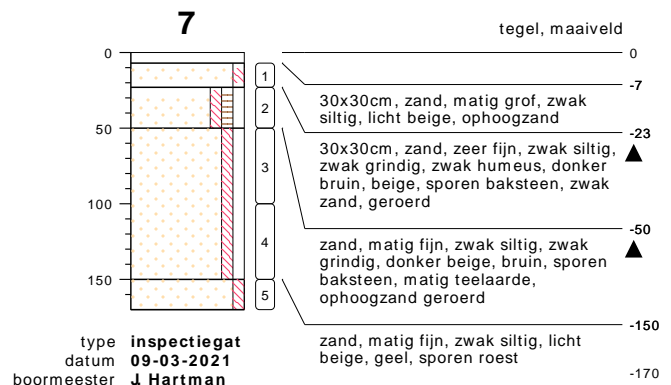 7
tegel, maaiveld
0
0
-7
1
30x30cm, zand, matig grof, zwak
siltig, licht beige, ophoogzand
2
-23
50
30x30cm, zand, zeer fijn, zwak siltig,
zwak grindig, zwak humeus, donker
bruin, beige, sporen baksteen, zwak
zand, geroerd
3
100
-50
4
zand, matig fijn, zwak siltig, zwak
grindig, donker beige, bruin, sporen
baksteen, matig teelaarde,
ophoogzand geroerd
150
5
-150
zand, matig fijn, zwak siltig, licht
beige, geel, sporen roest
-170
type inspectiegat
datum 09-03-2021
boormeester J. Hartman